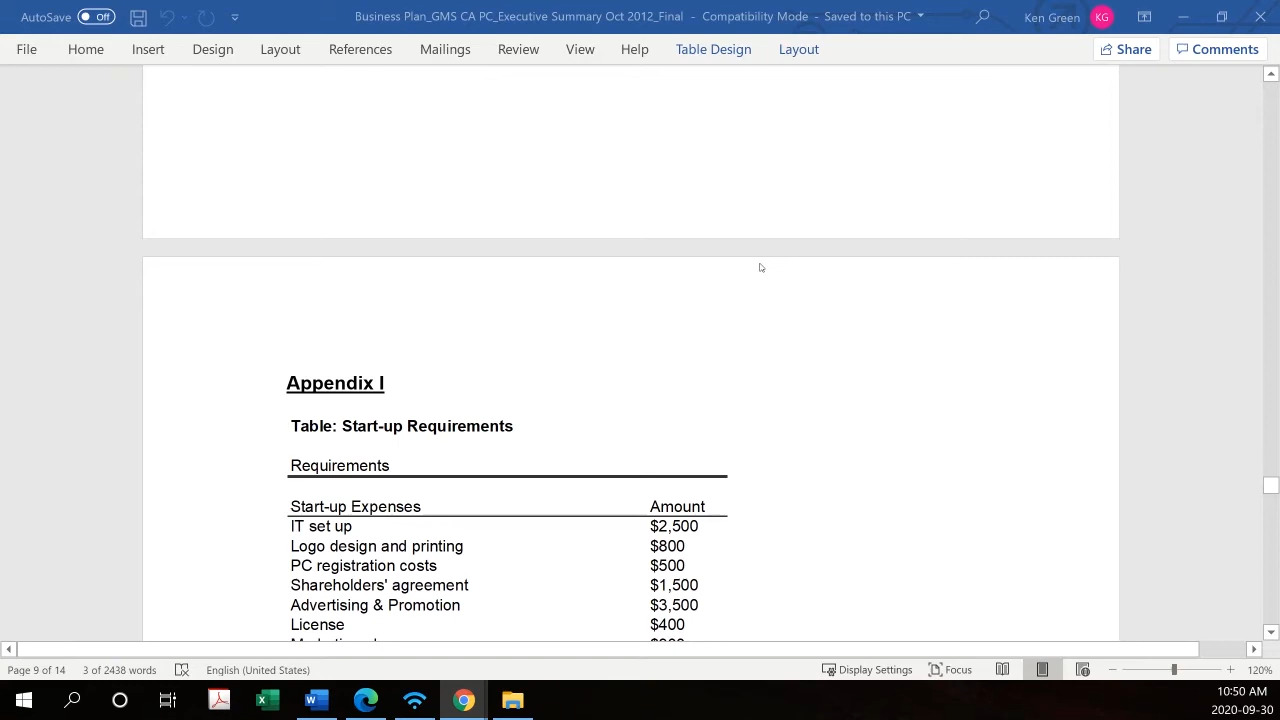 AutoSave Off Business Plan_GMS CA PC_Executive Summary Oct 2012_Final - Compatibility Mode - Saved to this PC Ken Green KG
File Home Insert Design Layout References Mailings Review View Help Table Design Layout Share Comments
Appendix I
Table: Start-up Requirements
Requirements
Start-up Expenses Amount
IT set up $2,500
Logo design and printing $800
PC registration costs $500
Shareholders' agreement $1,500
Advertising & Promotion $3,500
License $400
Page 9 of 14 3 of 2438 words English (United States) Display Settings Focus 120%
10:50 AM
2020-09-30